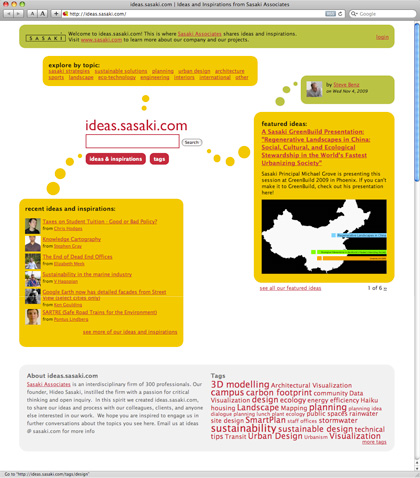 ideas.sasaki.com | Ideas and Inspirations from Sasaki Associates
A A
http://ideas.sasaki.com/
Google
SASAKI
Welcome to ideas.sasaki.com! This is where Sasaki Associates shares ideas and inspirations.
Visit www.sasaki.com to learn more about our company and our projects.
login
explore by topic:
sasaki strategies sustainable solutions planning urban design architecture
sports landscape eco.technology engineering interiors international other
by Steve Benz
on Wed Nov 4, 2009
ideas.sasaki.com
Search
ideas & inspirations tags
featured ideas:
A Sasaki GreenBuild Presentation:
"Regenerative Landscapes in China:
Social, Cultural, and Ecological
Stewardship in the World's Fastest
Urbanizing Society"
Sasaki Principal Michael Grove is presenting this
session at GreenBuild 2009 in Phoenix. If you can't
make it to GreenBuild, check out his presentation
here!
see all our featured ideas
1 of 6 »
recent ideas and inspirations:
Taxes on Student Tuition - Good or Bad Policy?
from Chris Hodges
Knowledge Cartography
from Stephen Gray
The End of Dead End Offices
from Elizabeth Meek
Sustainability in the marine industry
from
Google Earth now has detailed facades from Street
View (select cities only)
from Ken Goulding
SARTRE (Safe Road Trains for the Environment)
from Pontus Lindberg
see more of our ideas and inspirations
About ideas.sasaki.com
Sasaki Associates is an interdisciplinary firm of 300 professionals. Our
founder, Hideo Sasaki, instilled the firm with a passion for critical
thinking and open inquiry. In this spirit we created ideas.sasaki.com,
to share our ideas and process with our colleagues, clients, and anyone
else interested in our work. We hope you are inspired to engage us in
further conversations about the topics you see here. Email us at ideas
@ sasaki.com for more info
Tags
3D modelling Architectural Visualization
campus carbon footprint community Data
Visualization design ecology energy efficiency Haiku
housing Landscape Mapping planning planning idea
dialogue planning lunch plant ecology public spaces rainwater
site design SmartPlan staff offices stormwater
sustainability sustainable design technical
tips Transit Urban Design Urbanism Visualization
more tags
Go to "http://ideas.sasaki.com/tags/design"